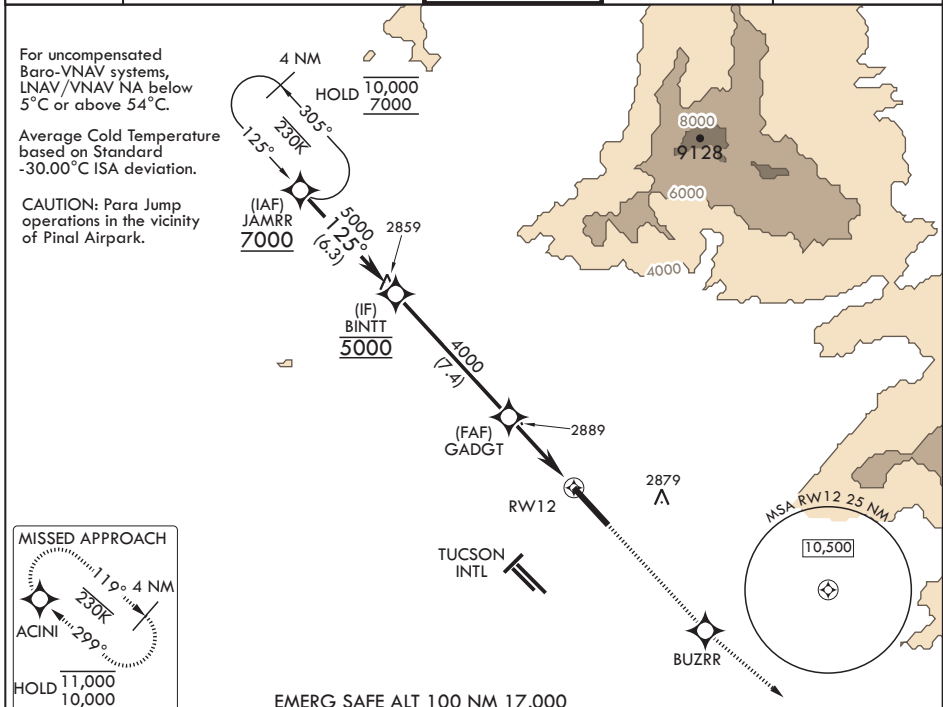 For uncompensated
Baro-VNAV systems,
LNAV/VNAV NA below
5°C or above 54°C.
Average Cold Temperature
based on Standard
-30.00°C ISA deviation.
CAUTION: Para Jump
operations in the vicinity
of Pinal Airpark.
4 NM
HOLD 10,000
7000
305°
230K
125°
(IAF)
JAMRR
7000
5000
125°
(6.3)
2859
(IF)
BINTT
5000
4000
(7.4)
(FAF)
GADGT
2889
RW12
2879
TUCSON
INTL
BUZRR
8000
9128
6000
4000
MSA RW12 25 NM
10,500
MISSED APPROACH
119°
4 NM
230K
ACINI
299°
HOLD 11,000
10,000
EMERG SAFE ALT 100 NM 17,000